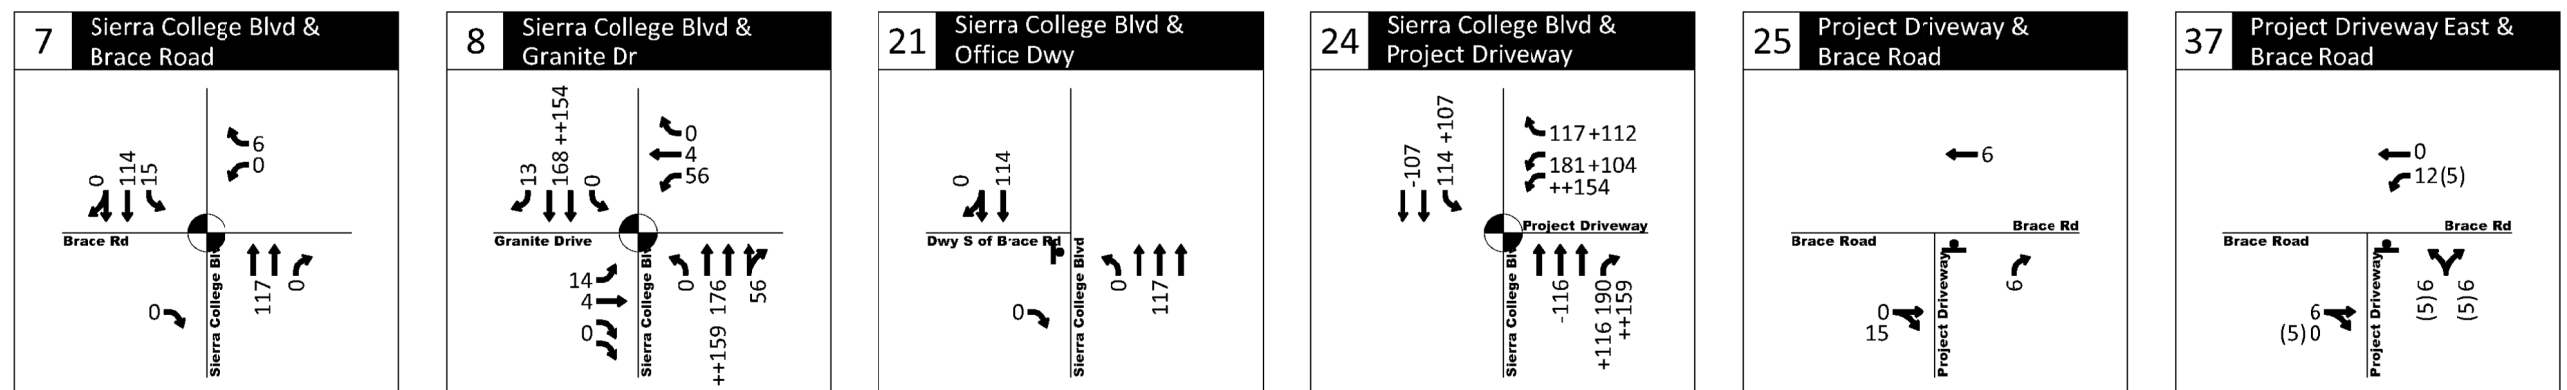 7
Sierra College Blvd &
Brace Road
0
114
15
6
0
Brace Rd
Sierra College Blv
0
117
0
8
Sierra College Blvd &
Granite Dr
13
168 ++154
0
0
4
56
Granite Drive
Sierra College Blv
14
4
0
0
++159 176
56
21
Sierra College Blvd &
Office Dwy
0
114
Dwy S of Brace Rd
Sierra College Blvd
0
0
117
24
Sierra College Blvd &
Project Driveway
-107
114 +107
117+112
181+104
++154
Project Driveway
Sierra College Bl
-116
+116 190
++159
25
Project Driveway &
Brace Road
6
Brace Road
Brace Rd
Project Driveway
0
15
6
37
Project Driveway East &
Brace Road
0
12(5)
Brace Road
Brace Rd
Project Driveway
6
(5)0
(5)6
(5)6